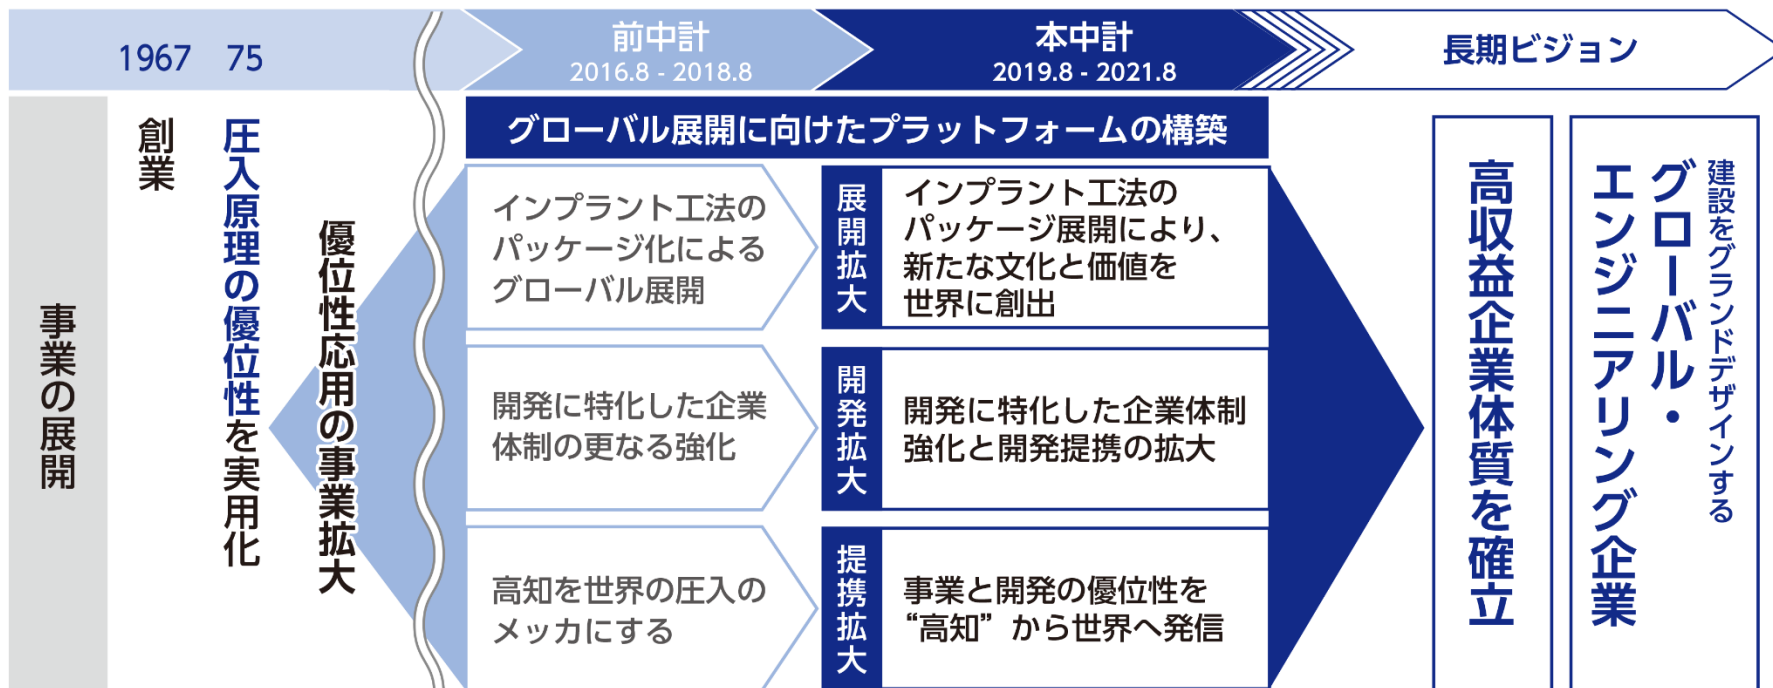 1967
75
前中計
2016.8 - 2018.8
本中計
2019.8 - 2021.8
長期ビジョン
事業の展開
創業
圧入原理の優位性を実用化
優位性応用の事業拡大
グローバル展開に向けたプラットフォームの構築
インプラント工法の
パッケージ化による
グローバル展開
展開拡大
インプラント工法の
パッケージ展開により、
新たな文化と価値を
世界に創出
開発に特化した企業
体制の更なる強化
開発拡大
開発に特化した企業体制
強化と開発提携の拡大
高知を世界の圧入の
メッカにする
提携拡大
事業と開発の優位性を
“高知” から世界へ発信
高収益企業体質を確立
建設をグランドデザインする
グローバル・
エンジニアリング企業